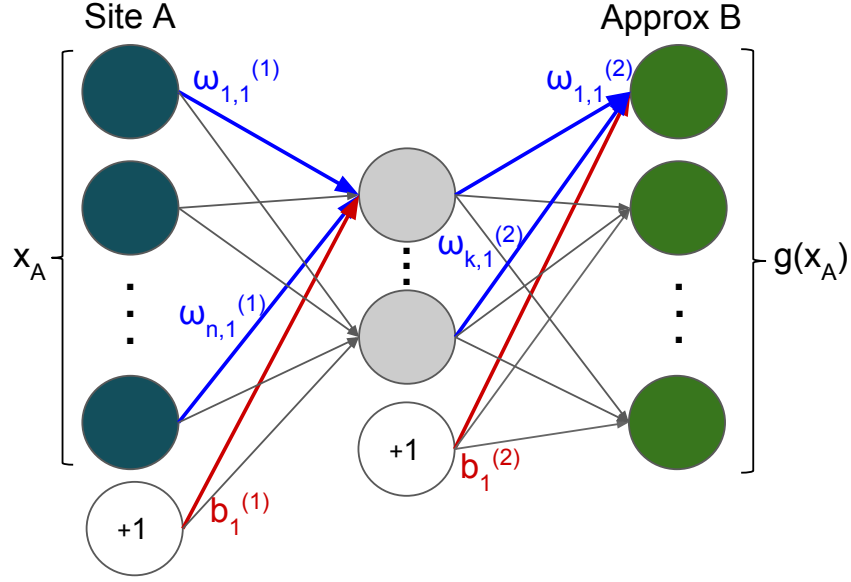 Site A
Approx B
ω1,1(1)
ω1,1(2)
xA
ωk,1(2)
g(xA)
ωn,1(1)
+1
b1(2)
b1(1)
+1